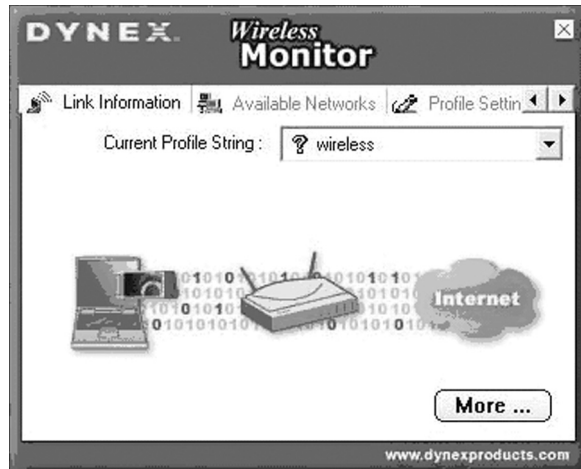 DYNEX
Wireless
Monitor
Link Information
Available Networks
Profile Settin
Current Profile String :
wireless
Internet
More ...
www.dynexproducts.com